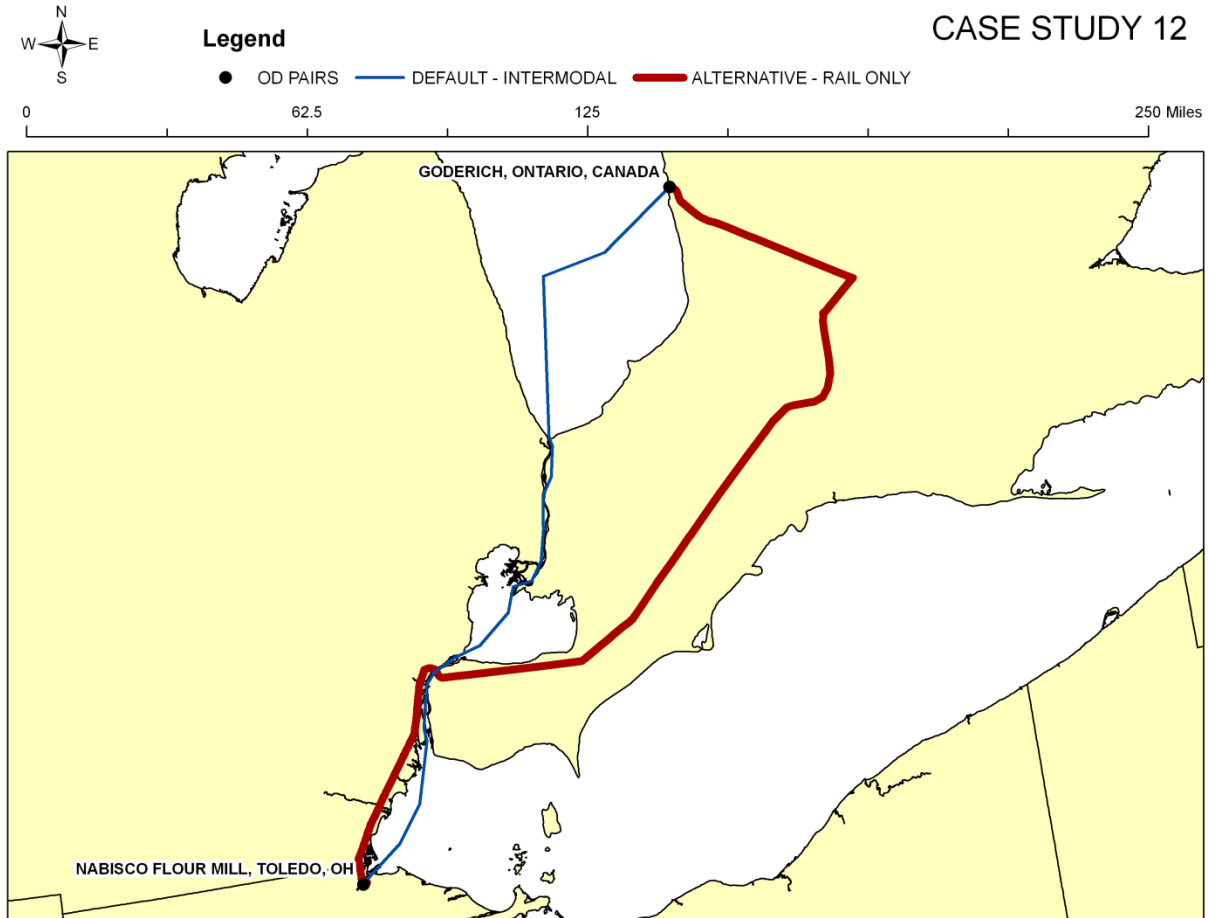 N
CASE STUDY 12
Legend
W E
S
OD PAIRS DEFAULT - INTERMODAL ALTERNATIVE - RAIL ONLY
0 62.5 125 250 Miles
GODERICH, ONTARIO, CANADA
NABISCO FLOUR MILL, TOLEDO, OH